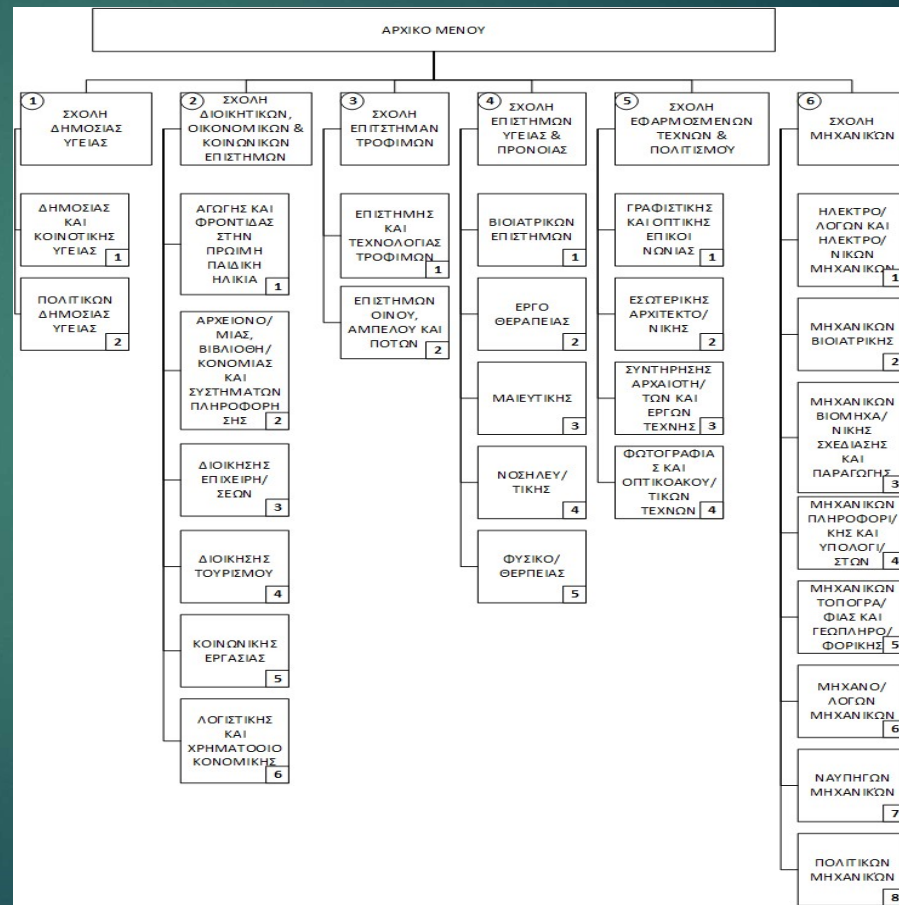 ΑΡΧΙΚΟ ΜΕΝΟΥ
1
ΣΧΟΛΗ
ΔΗΜΟΣΙΑΣ
ΥΓΕΙΑΣ
ΔΗΜΟΣΙΑΣ
ΚΑΙ
ΚΟΙΝΟΤΙΚΗΣ
ΥΓΕΙΑΣ
1
ΠΟΛΙΤΙΚΩΝ
ΔΗΜΟΣΙΑΣ
ΥΓΕΙΑΣ
2
2
ΣΧΟΛΗ
ΔΙΟΙΚΗΤΙΚΩΝ,
ΟΙΚΟΝΟΜΙΚΩΝ &
ΚΟΙΝΩΝΙΚΩΝ
ΕΠΙΣΤΗΜΩΝ
ΑΓΩΓΗΣ ΚΑΙ
ΦΡΟΝΤΙΔΑΣ
ΣΤΗΝ
ΠΡΩΙΜΗ
ΠΑΙΔΙΚΗ
ΗΛΙΚΙΑ
1
ΑΡΧΕΙΟΝΟ/
ΜΙΑΣ,
ΒΙΒΛΙΟΘΗ/
ΚΟΝΟΜΙΑΣ
ΚΑΙ
ΣΥΣΤΗΜΑΤΩΝ
ΠΛΗΡΟΦΟΡΗ
ΣΗΣ
2
ΔΙΟΙΚΗΣΗΣ
ΕΠΙΧΕΙΡΗ/
ΣΕΩΝ
3
ΔΙΟΙΚΗΣΗΣ
ΤΟΥΡΙΣΜΟΥ
4
ΚΟΙΝΩΝΙΚΗΣ
ΕΡΓΑΣΙΑΣ
5
ΛΟΓΙΣΤΙΚΗΣ
ΚΑΙ
ΧΡΗΜΑΤΟΟΙΟ
ΚΟΝΟΜΙΚΗΣ
6
3
ΣΧΟΛΗ
ΕΠΙΤΣΤΗΜΑΝ
ΤΡΟΦΙΜΩΝ
ΕΠΙΣΤΗΜΗΣ
ΚΑΙ
ΤΕΧΝΟΛΟΓΙΑΣ
ΤΡΟΦΙΜΩΝ
1
ΕΠΙΣΤΗΜΩΝ
ΟΙΝΟΥ,
ΑΜΠΕΛΟΥ ΚΑΙ
ΠΟΤΩΝ
2
4
ΣΧΟΛΗ
ΕΠΙΣΤΗΜΩΝ
ΥΓΕΙΑΣ &
ΠΡΟΝΟΙΑΣ
ΒΙΟΙΑΤΡΙΚΩΝ
ΕΠΙΣΤΗΜΩΝ
1
ΕΡΓΟ
ΘΕΡΑΠΕΙΑΣ
2
ΜΑΙΕΥΤΙΚΗΣ
3
ΝΟΣΗΛΕΥ/
ΤΙΚΗΣ
4
ΦΥΣΙΚΟ/
ΘΕΡΠΕΙΑΣ
5
5
ΣΧΟΛΗ
ΕΦΑΡΜΟΣΜΕΝΩΝ
ΤΕΧΝΩΝ &
ΠΟΛΙΤΙΣΜΟΎ
ΓΡΑΦΙΣΤΙΚΗΣ
ΚΑΙ ΟΠΤΙΚΗΣ
ΕΠΙΚΟΙ
ΝΩΝΙΑΣ
1
ΕΣΩΤΕΡΙΚΗΣ
ΑΡΧΙΤΕΚΤΟ/
ΝΙΚΗΣ
2
ΣΥΝΤΗΡΗΣΗΣ
ΑΡΧΑΙΟΤΗ/
ΤΩΝ ΚΑΙ
ΕΡΓΩΝ
ΤΕΧΝΗΣ
3
ΦΩΤΟΓΡΑΦΙΑ
Σ ΚΑΙ
ΟΠΤΙΚΟΑΚΟΥ/
ΤΙΚΩΝ
ΤΕΧΝΩΝ
4
6
ΣΧΟΛΗ
ΜΗΧΑΝΙΚΏΝ
ΗΛΕΚΤΡΟ/
ΛΟΓΩΝ ΚΑΙ
ΗΛΕΚΤΡΟ/
ΝΙΚΩΝ
ΜΗΧΑΝΙΚΩΝ
1
ΜΗΧΑΝΙΚΩΝ
ΒΙΟΙΑΤΡΙΚΗΣ
2
ΜΗΧΑΝΙΚΩΝ
ΒΙΟΜΗΧΑ/
ΝΙΚΗΣ
ΣΧΕΔΙΑΣΗΣ
ΚΑΙ
ΠΑΡΑΓΩΓΗΣ
3
ΜΗΧΑΝΙΚΩΝ
ΠΛΗΡΟΦΟΡΙ/
ΚΗΣ ΚΑΙ
ΥΠΟΛΟΓΙ/
ΣΤΩΝ
4
ΜΗΧΑΝΙΚΩΝ
ΤΟΠΟΓΡΑ/
ΦΙΑΣ ΚΑΙ
ΓΕΩΠΛΗΡΟ/
ΦΟΡΙΚΗΣ
5
ΜΗΧΑΝΟ/
ΛΟΓΩΝ
ΜΗΧΑΝΙΚΩΝ
6
ΝΑΥΠΗΓΩΝ
ΜΗΧΑΝΙΚΏΝ
7
ΠΟΛΙΤΙΚΩΝ
ΜΗΧΑΝΙΚΏΝ
8